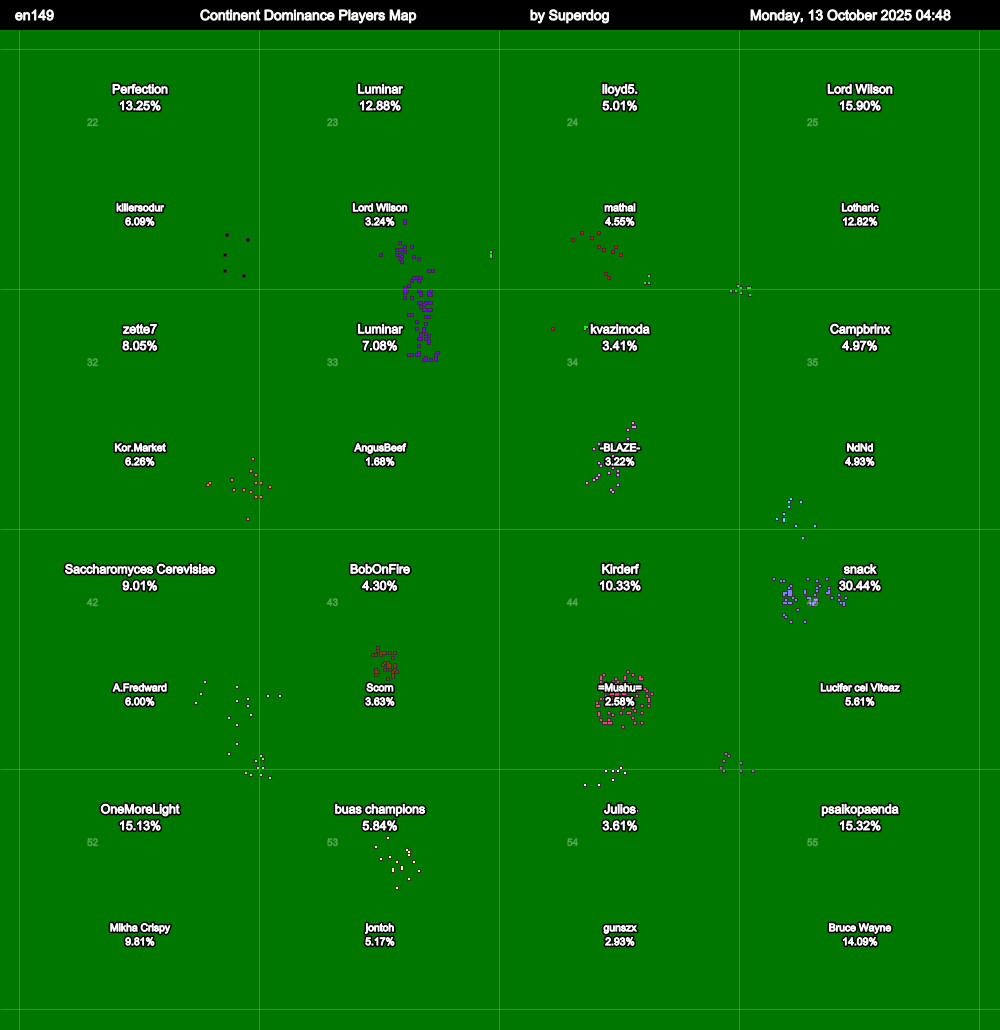 en149 Continent Dominance Players Map by Superdog Monday, 13 October 2025 04:48
Perfection Luminar lloyd5. Lord Wilson
13.25% 12.88% 5.01% 15.90%
22 23 24 25
killersodur Lord Wilson mathai Lotharic
6.09% 3.24% 4.55% 12.82%
zette7 Luminar kvazimoda Campbrinx
8.05% 7.08% 3.41% 4.97%
32 33 34 35
Kor.Market AngusBeef -BLAZE- NdNd
6.26% 1.68% 3.22% 4.93%
Saccharomyces Cerevisiae BobOnFire Kirderf snack
9.01% 4.30% 10.33% 30.44%
42 43 44 45
A.Fredward Scorn =Mushu= Lucifer cel Viteaz
6.00% 3.63% 2.58% 5.61%
OneMoreLight buas champions Julios psaikopaenda
15.13% 5.84% 3.61% 15.32%
52 53 54 55
Mikha Crispy jontoh gunszx Bruce Wayne
9.81% 5.17% 2.93% 14.09%